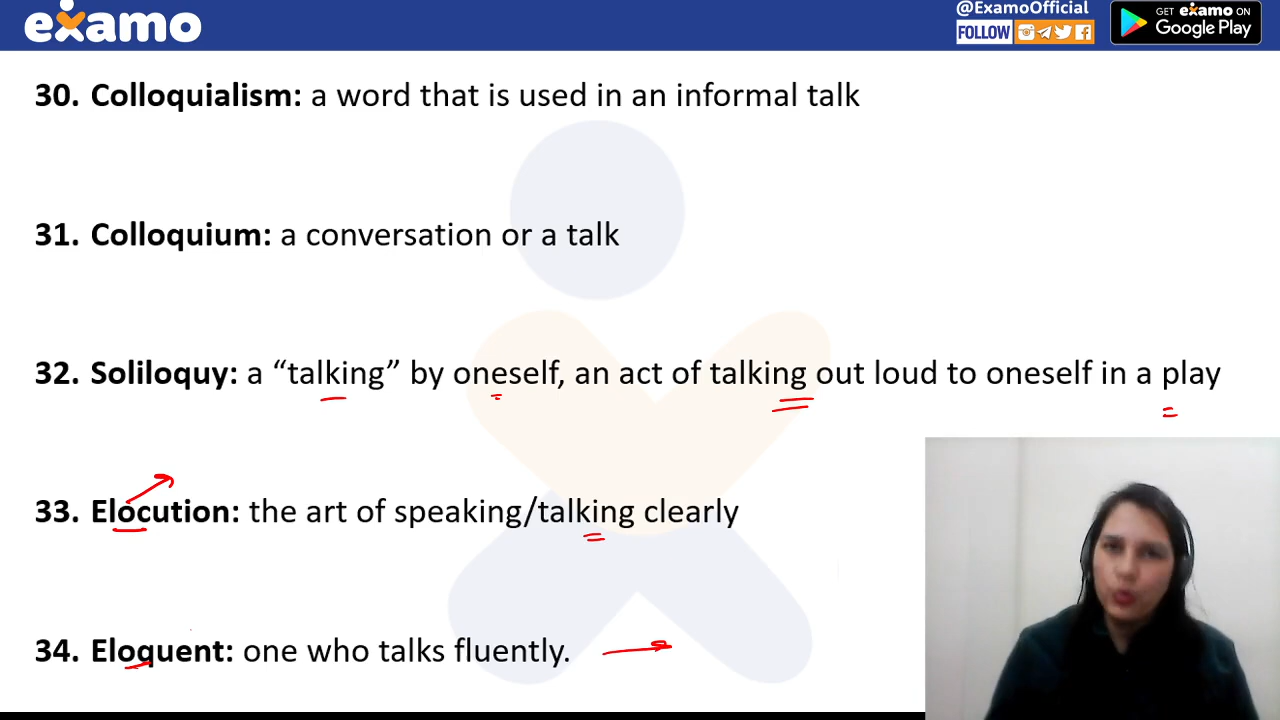 examo
@ExamoOfficial
FOLLOW
GET examo ON
Google Play
30. Colloquialism: a word that is used in an informal talk
31. Colloquium: a conversation or a talk
32. Soliloquy: a “talking” by oneself, an act of talking out loud to oneself in a play
33. Elocution: the art of speaking/talking clearly
34. Eloquent: one who talks fluently.